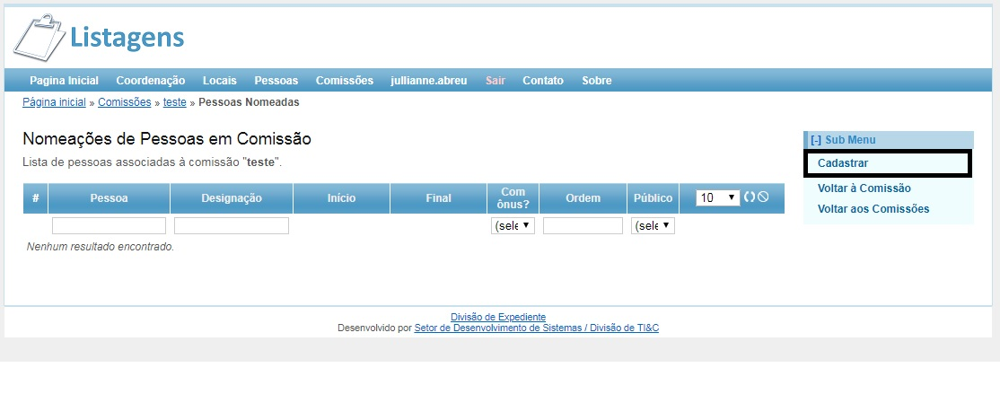 Listagens
Pagina Inicial Coordenação Locais Pessoas Comissões jullianne.abreu Sair Contato Sobre
Página inicial » Comissões » teste » Pessoas Nomeadas
Nomeações de Pessoas em Comissão
Lista de pessoas associadas à comissão "teste".
[-] Sub Menu
Cadastrar
Voltar à Comissão
Voltar aos Comissões
# Pessoa Designação Início Final Com ônus? Ordem Público 10
(sele (sele
Nenhum resultado encontrado.
Divisão de Expediente
Desenvolvido por Setor de Desenvolvimento de Sistemas / Divisão de TI&C